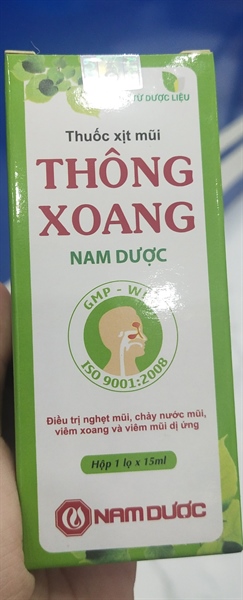 TỪ DƯỢC LIỆU
Thuốc xịt mũi
THÔNG
XOANG
NAM DƯỢC
GMP - W
ISO 9001:2008
Điều trị nghẹt mũi, chảy nước mũi,
viêm xoang và viêm mũi dị ứng
Hộp 1 lọ x 15ml
NAM DƯỢC